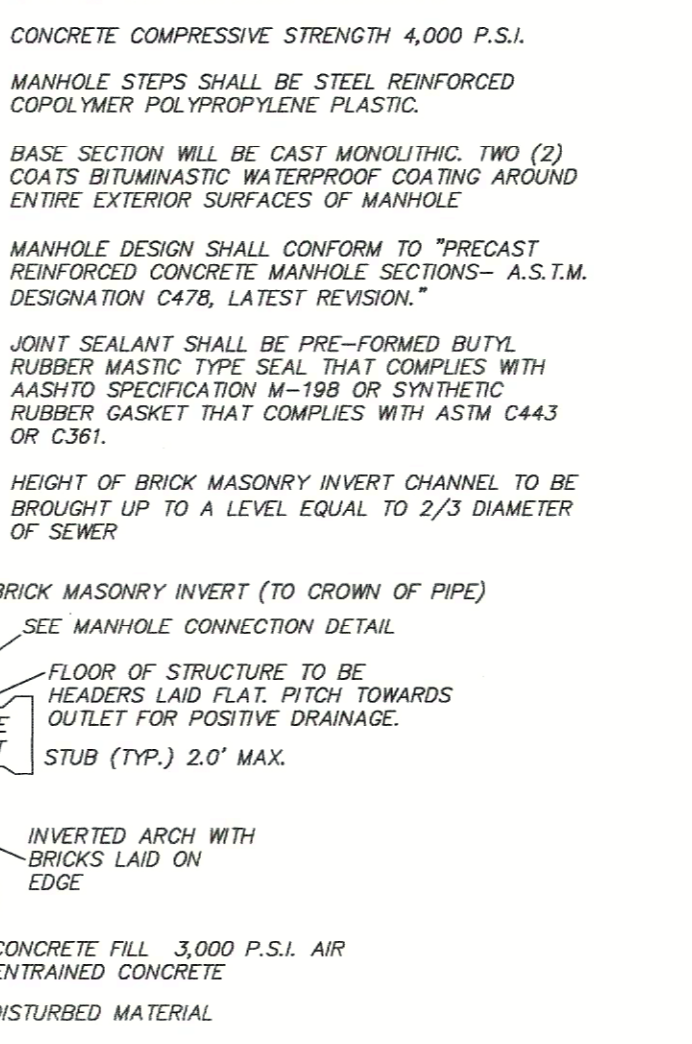 CONCRETE COMPRESSIVE STRENGTH 4,000 P.S.I.
MANHOLE STEPS SHALL BE STEEL REINFORCED
COPOLYMER POLYPROPYLENE PLASTIC.
BASE SECTION WILL BE CAST MONOLITHIC. TWO (2)
COATS BITUMINASTIC WATERPROOF COATING AROUND
ENTIRE EXTERIOR SURFACES OF MANHOLE
MANHOLE DESIGN SHALL CONFORM TO "PRECAST
REINFORCED CONCRETE MANHOLE SECTIONS– A.S.T.M.
DESIGNATION C478, LATEST REVISION."
JOINT SEALANT SHALL BE PRE–FORMED BUTYL
RUBBER MASTIC TYPE SEAL THAT COMPLIES WITH
AASHTO SPECIFICATION M–198 OR SYNTHETIC
RUBBER GASKET THAT COMPLIES WITH ASTM C443
OR C361.
HEIGHT OF BRICK MASONRY INVERT CHANNEL TO BE
BROUGHT UP TO A LEVEL EQUAL TO 2/3 DIAMETER
OF SEWER
BRICK MASONRY INVERT (TO CROWN OF PIPE)
SEE MANHOLE CONNECTION DETAIL
FLOOR OF STRUCTURE TO BE
HEADERS LAID FLAT. PITCH TOWARDS
OUTLET FOR POSITIVE DRAINAGE.
STUB (TYP.) 2.0' MAX.
INVERTED ARCH WITH
BRICKS LAID ON
EDGE
CONCRETE FILL 3,000 P.S.I. AIR
ENTRAINED CONCRETE
DISTURBED MATERIAL